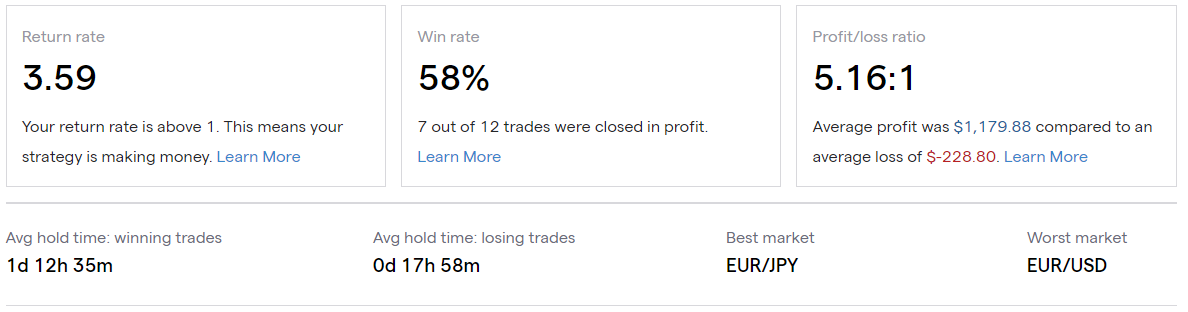 Return rate
3.59
Your return rate is above 1. This means your
strategy is making money. Learn More
Win rate
58%
7 out of 12 trades were closed in profit.
Learn More
Profit/loss ratio
5.16:1
Average profit was $1,179.88 compared to an
average loss of $-228.80. Learn More
Avg hold time: winning trades
1d 12h 35m
Avg hold time: losing trades
0d 17h 58m
Best market
EUR/JPY
Worst market
EUR/USD